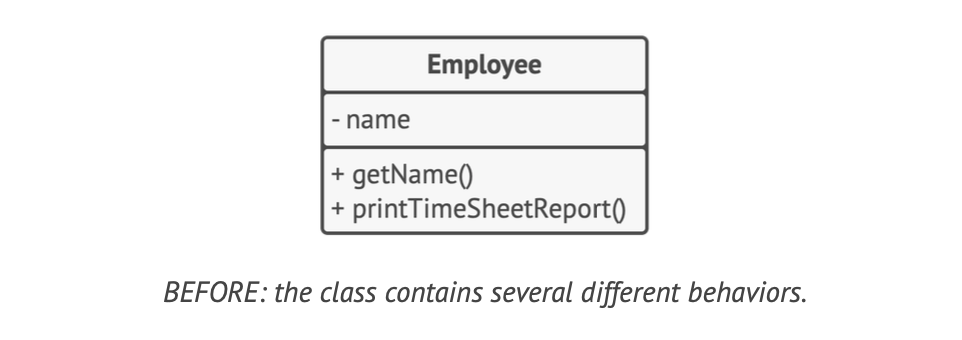 Employee
- name
+ getName()
+ printTimeSheetReport()
BEFORE: the class contains several different behaviors.